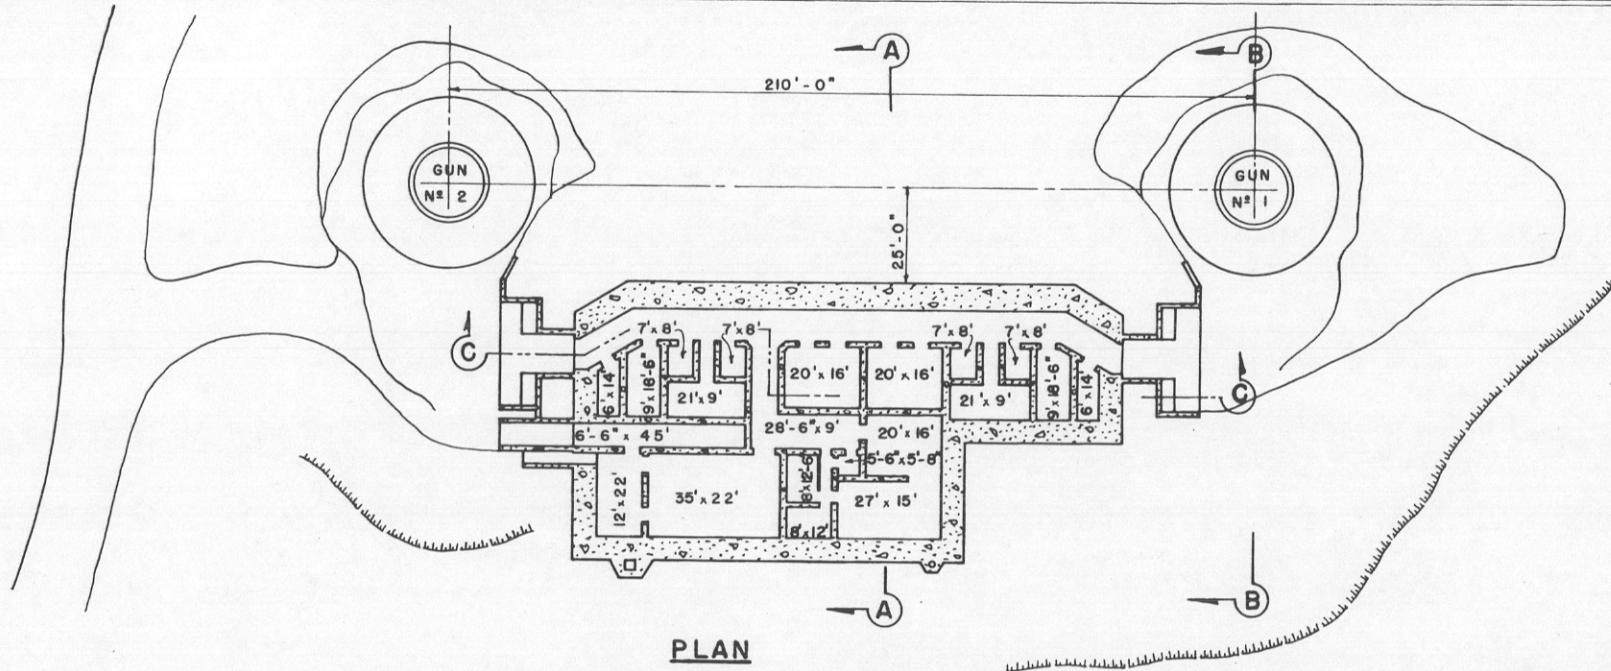 A
B
210' - 0"
GUN
Nº 2
GUN
Nº 1
25'-0"
C
7' x 8'
7' x 8'
7' x 8'
7' x 8'
C
6' x 14'
9' x 18'-6"
21' x 9'
20' x 16'
20' x 16'
21' x 9'
9' x 18'-6"
6' x 14'
6'-6" x 45'
28'-6" x 9'
20' x 16'
5'-6" x 5'-8"
12' x 22'
35' x 22'
8' x 12'-6"
27' x 15'
8' x 12'
A
B
PLAN